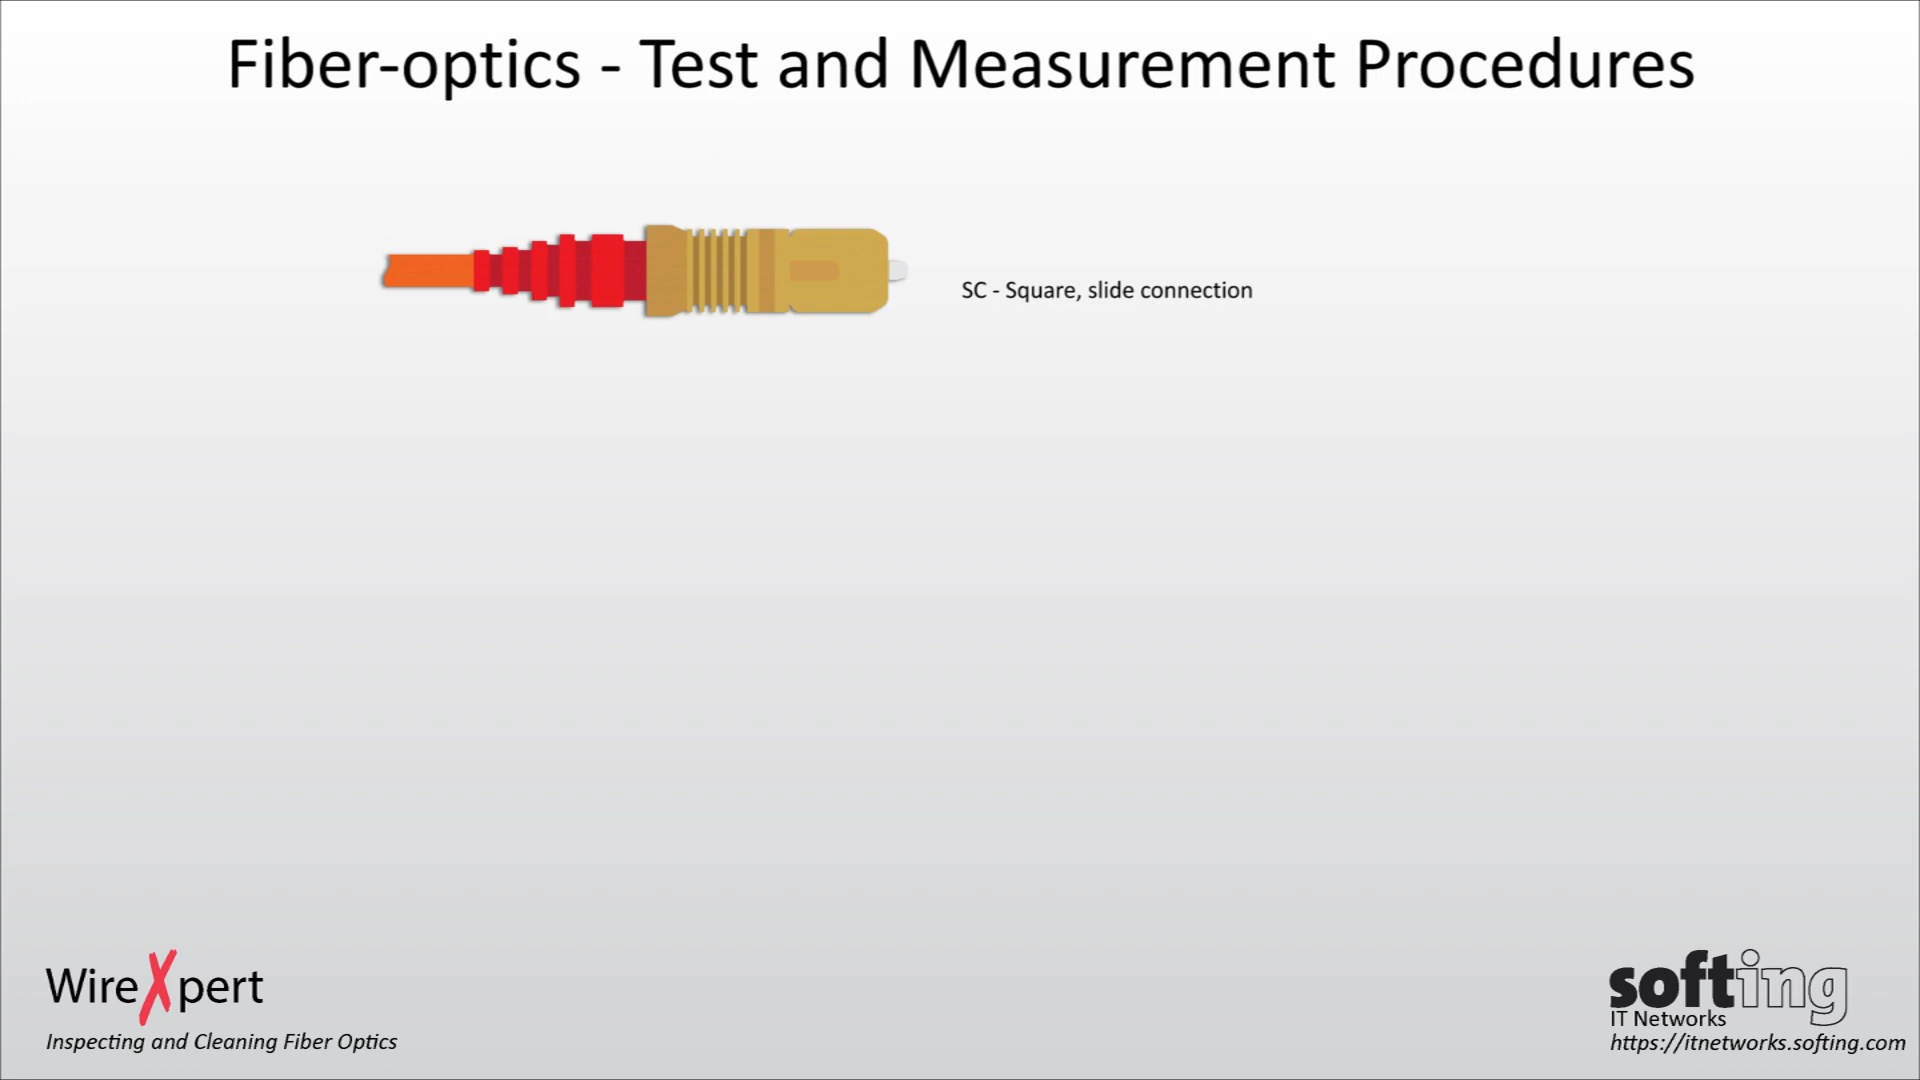 Fiber-optics - Test and Measurement Procedures
SC - Square, slide connection
WireXpert
Inspecting and Cleaning Fiber Optics
softing
IT Networks
https://itnetworks.softing.com